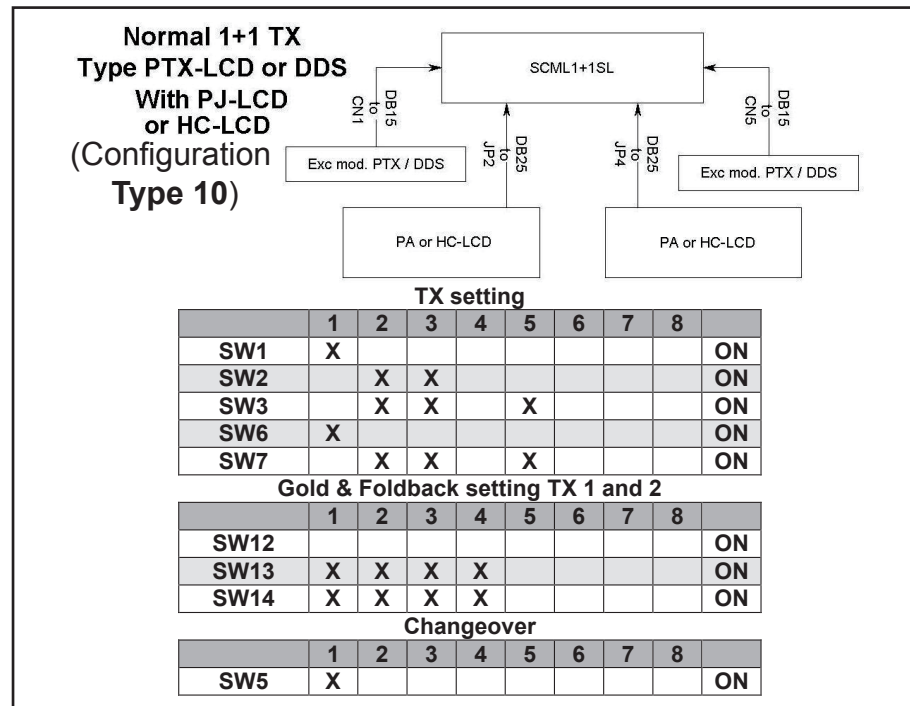 Normal 1+1 TX
Type PTX-LCD or DDS
With PJ-LCD
or HC-LCD
(Configuration
Type 10)
SCML1+1SL
DB15
to
CN1
DB25
to
JP2
DB25
to
JP4
DB15
to
CN5
Exc mod. PTX / DDS
Exc mod. PTX / DDS
PA or HC-LCD
PA or HC-LCD
TX setting
1 2 3 4 5 6 7 8
SW1 X ON
SW2 X X ON
SW3 X X X ON
SW6 X ON
SW7 X X X ON
Gold & Foldback setting TX 1 and 2
1 2 3 4 5 6 7 8
SW12 ON
SW13 X X X X ON
SW14 X X X X ON
Changeover
1 2 3 4 5 6 7 8
SW5 X ON